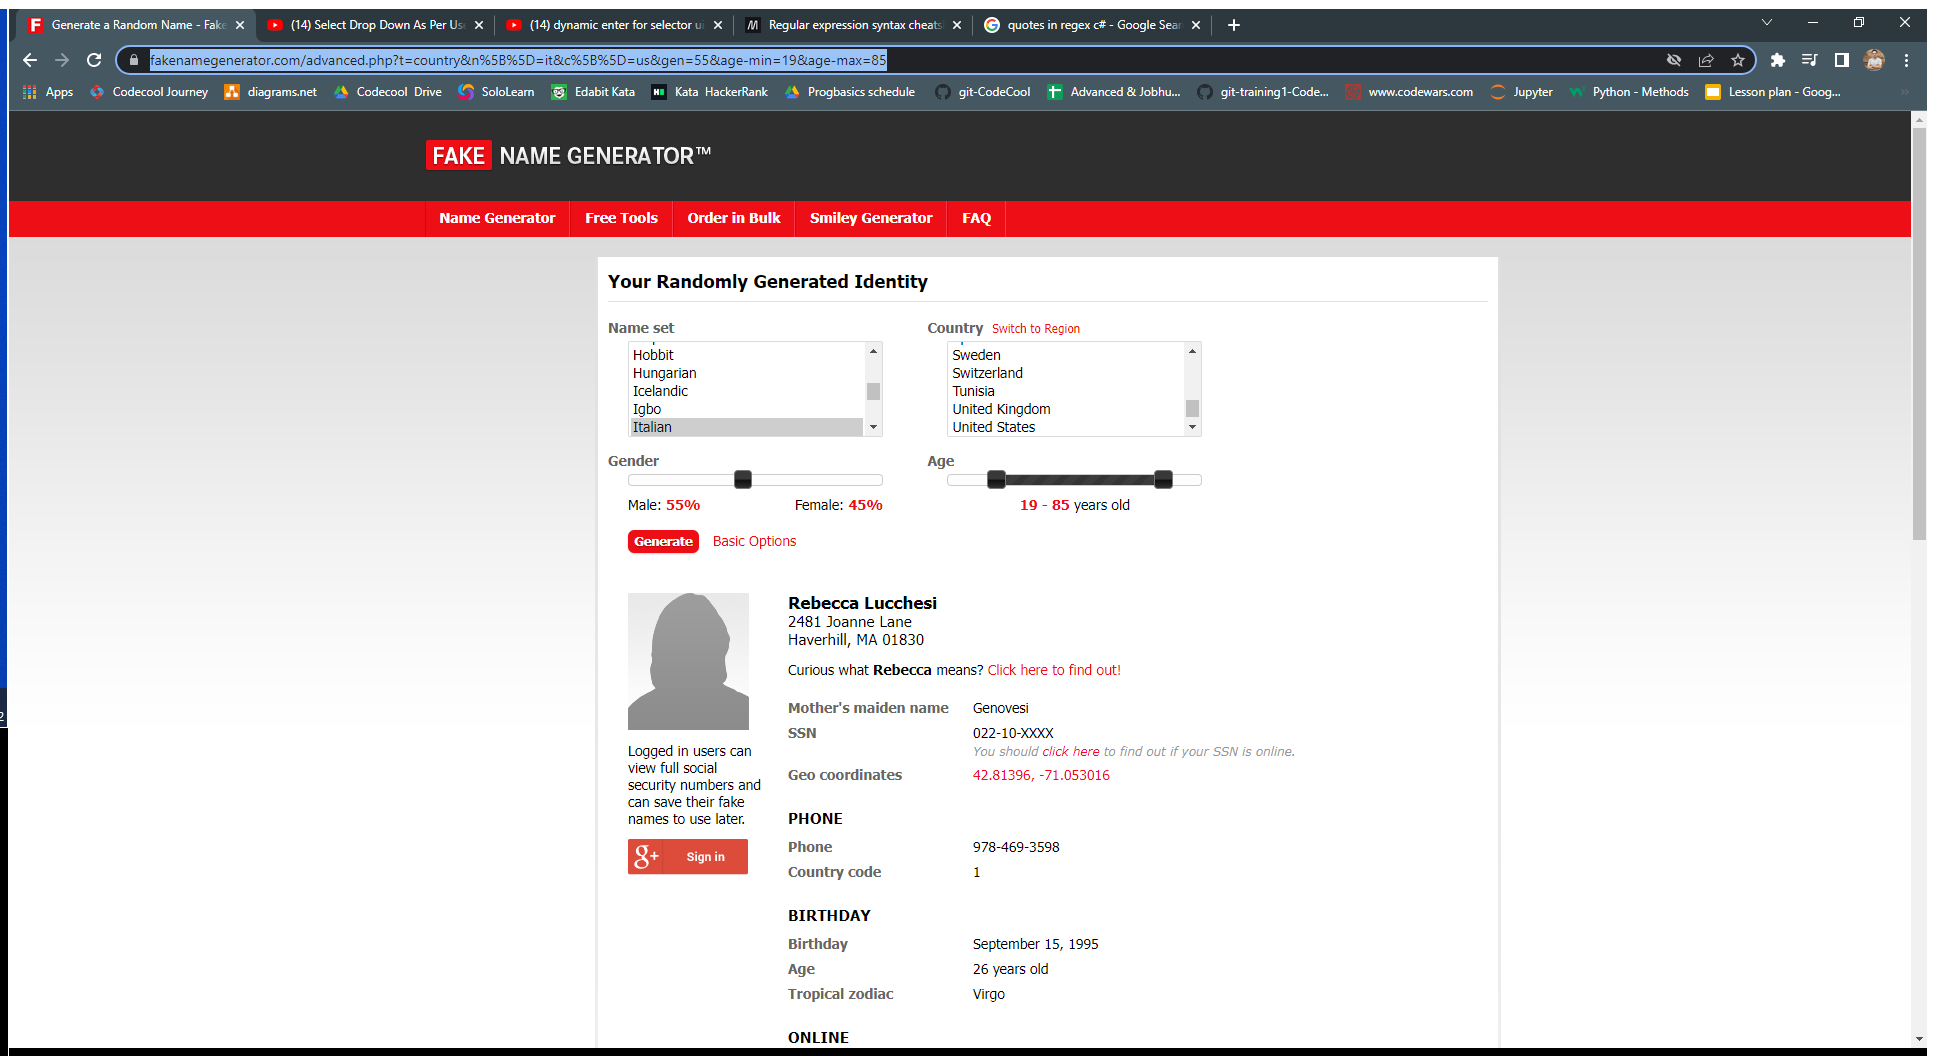 Generate a Random Name - Fake
(14) Select Drop Down As Per Use
(14) dynamic enter for selector ui
Regular expression syntax cheats
quotes in regex c# - Google Sear
fakenamegenerator.com/advanced.php?t=country&n%5B%5D=it&c%5B%5D=us&gen=55&age-min=19&age-max=85
Apps Codecool Journey diagrams.net Codecool Drive SoloLearn Edabit Kata Kata HackerRank Progbasics schedule git-CodeCool Advanced & Jobhu... git-training1-Code... www.codewars.com Jupyter Python - Methods Lesson plan - Goog...
FAKE NAME GENERATOR™
Name Generator Free Tools Order in Bulk Smiley Generator FAQ
Your Randomly Generated Identity
Name set
Hobbit
Hungarian
Icelandic
Igbo
Italian
Country Switch to Region
Sweden
Switzerland
Tunisia
United Kingdom
United States
Gender
Male: 55% Female: 45%
Age
19 - 85 years old
Generate Basic Options
Logged in users can
view full social
security numbers and
can save their fake
names to use later.
g+ Sign in
Rebecca Lucchesi
2481 Joanne Lane
Haverhill, MA 01830
Curious what Rebecca means? Click here to find out!
Mother's maiden name Genovesi
SSN 022-10-XXXX
You should click here to find out if your SSN is online.
Geo coordinates 42.81396, -71.053016
PHONE
Phone 978-469-3598
Country code 1
BIRTHDAY
Birthday September 15, 1995
Age 26 years old
Tropical zodiac Virgo
ONLINE
2